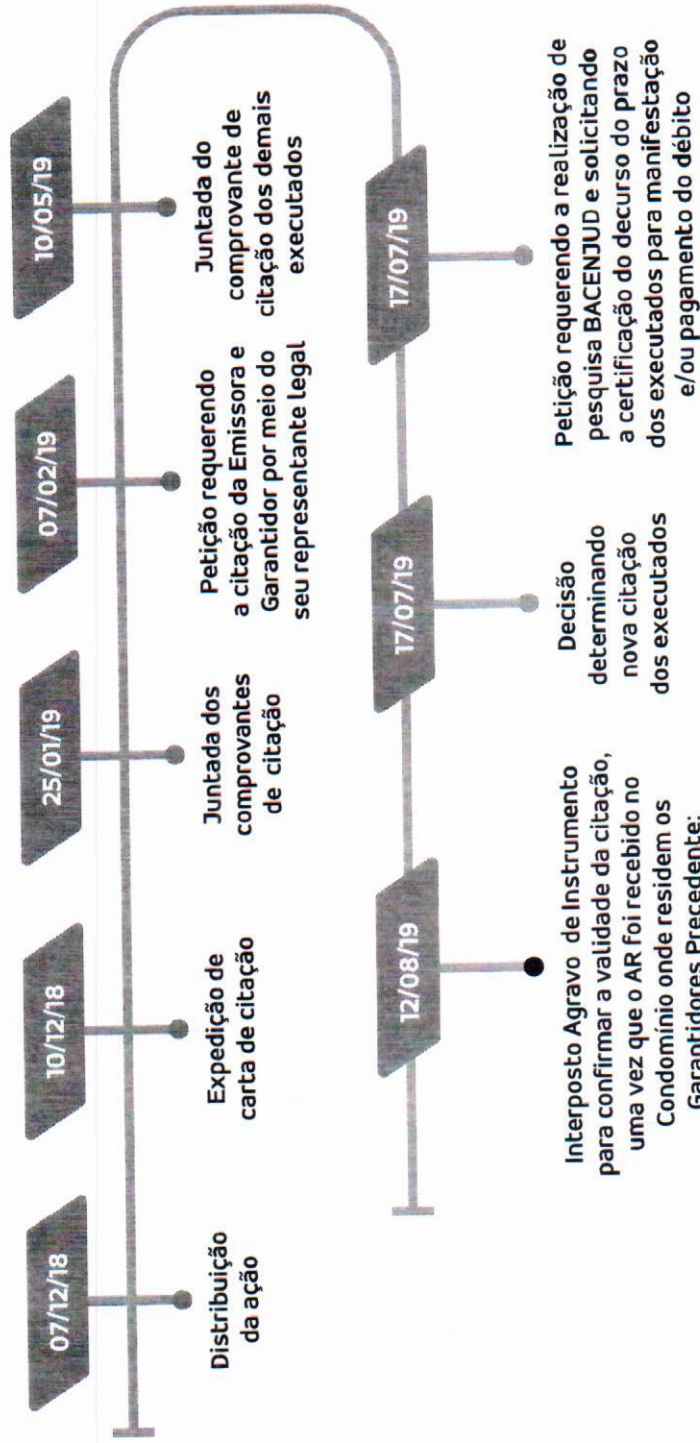 07/12/18
Distribuição
da ação
10/12/18
Expedição de
carta de citação
25/01/19
Juntada dos
comprovantes
de citação
07/02/19
Petição requerendo
a citação da Emissora e
Garantidor por meio do
seu representante legal
10/05/19
Juntada do
comprovante de
citação dos demais
executados
17/07/19
Petição requerendo a realização de
pesquisa BACENJUD e solicitando
a certificação do decurso do prazo
dos executados para manifestação
e/ou pagamento do débito
17/07/19
Decisão
determinando
nova citação
dos executados
12/08/19
Interposto Agravo de Instrumento
para confirmar a validade da citação,
uma vez que o AR foi recebido no
Condomínio onde residem os
Garantidores Precedente: